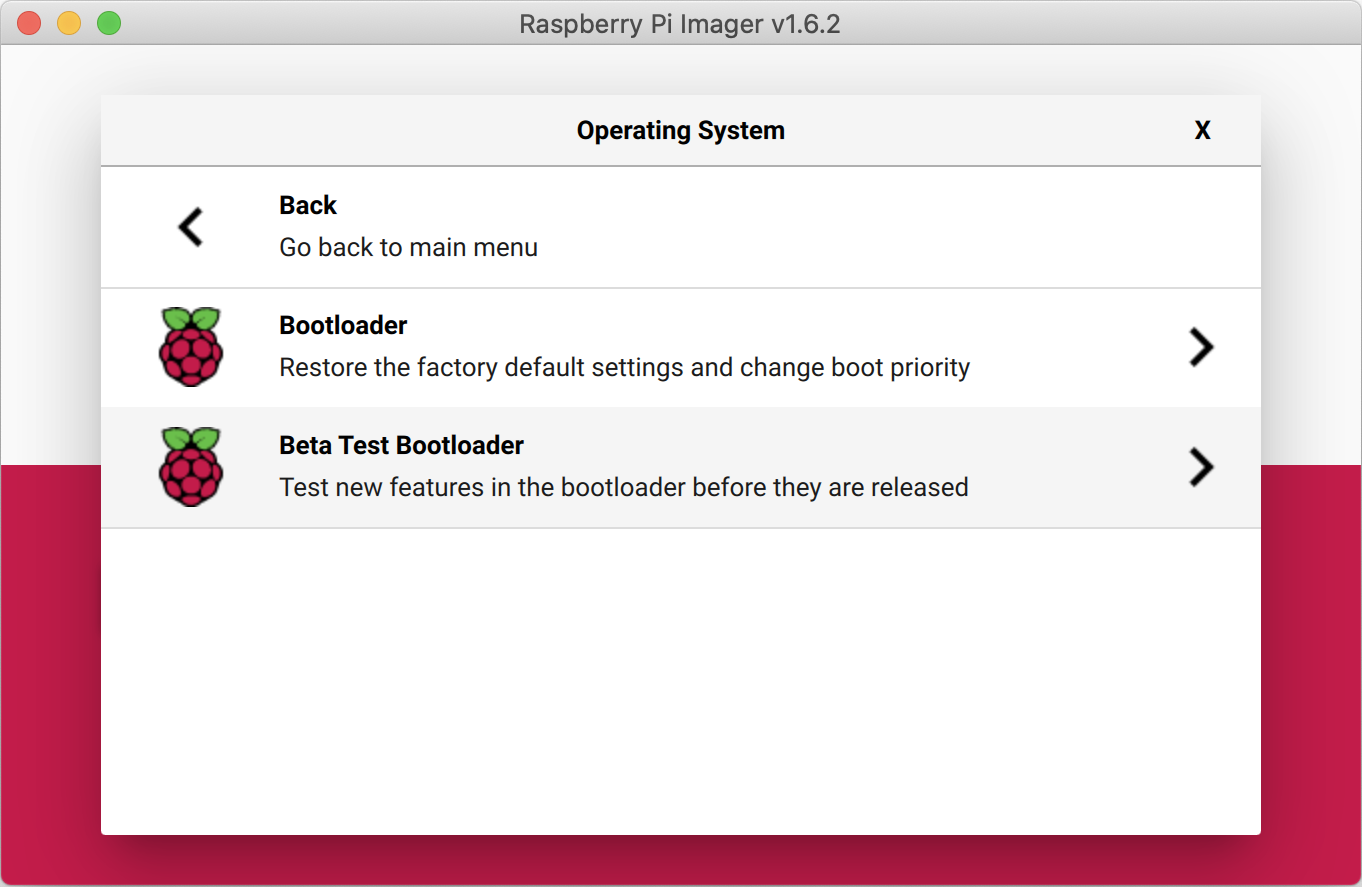 Raspberry Pi Imager v1.6.2
Operating System
X
Back
Go back to main menu
Bootloader
Restore the factory default settings and change boot priority
Beta Test Bootloader
Test new features in the bootloader before they are released